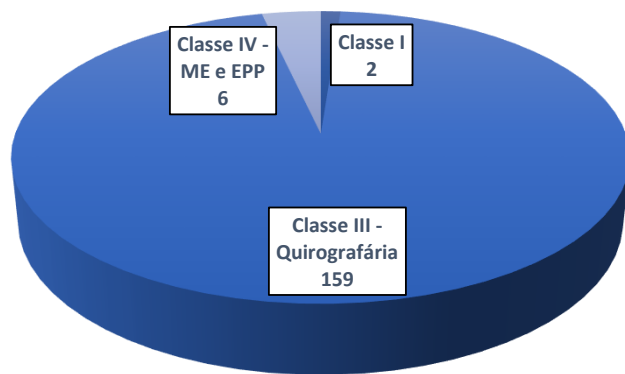 Classe IV -
ME e EPP
6
Classe I
2
Classe III -
Quirografária
159